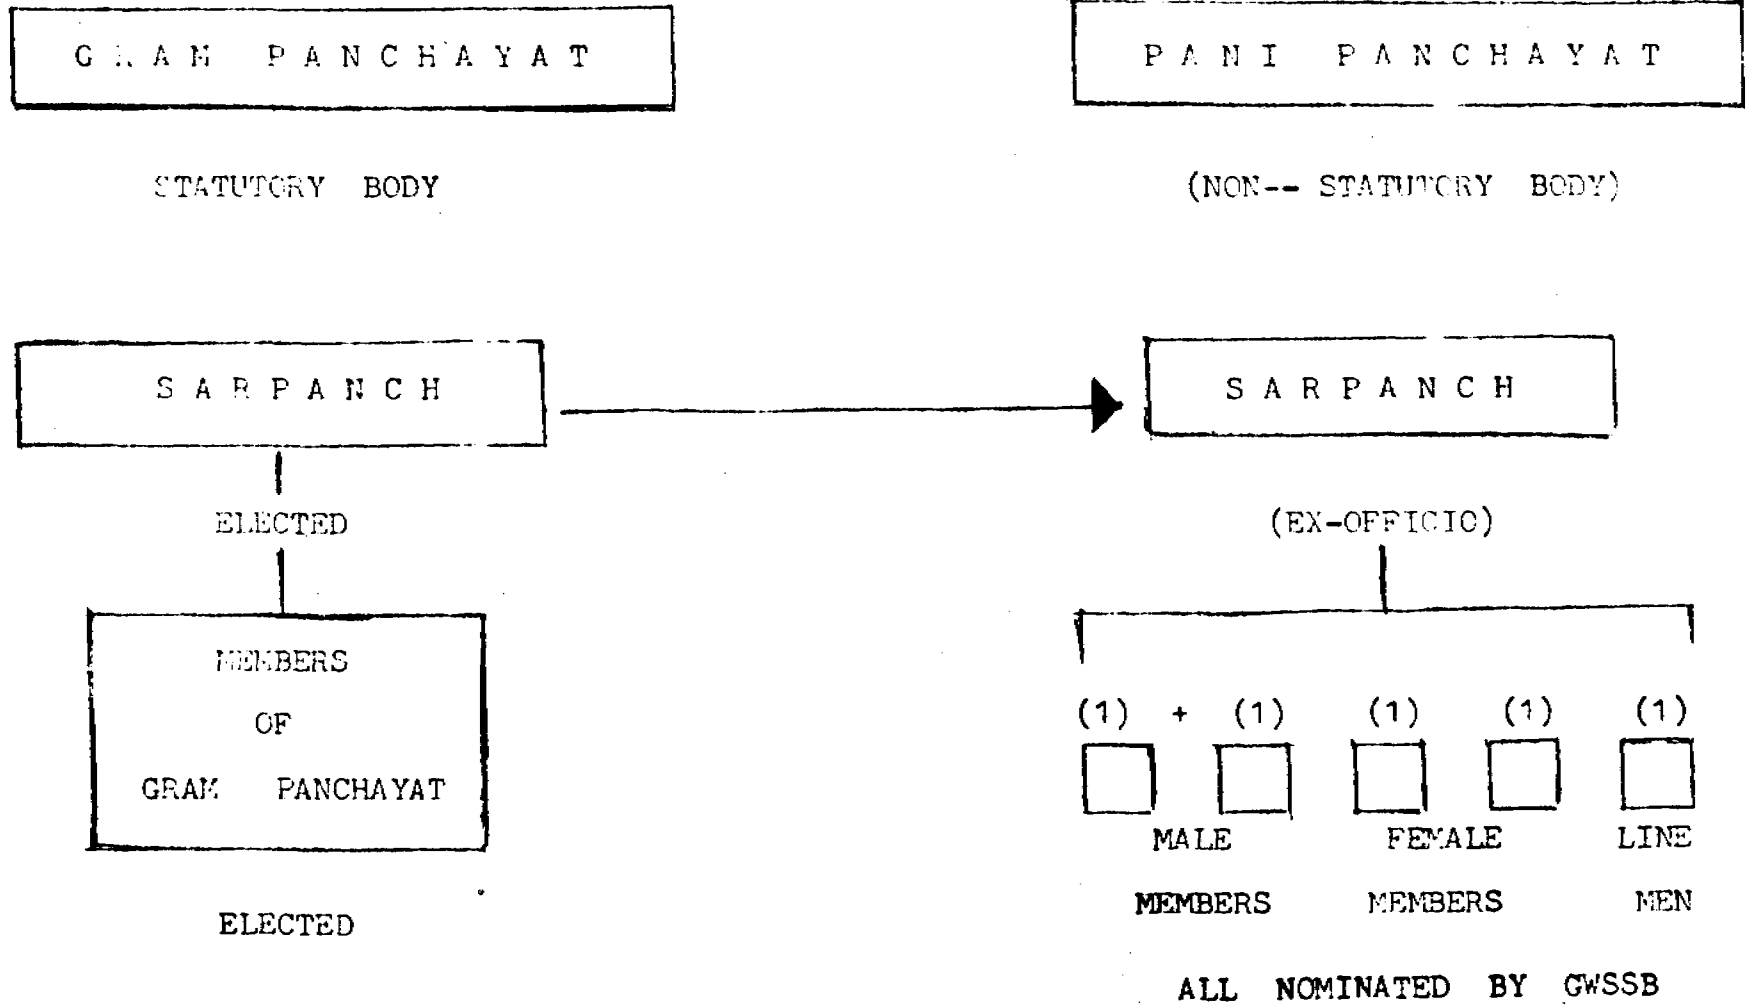 GRAM PANCHAYAT
STATUTORY BODY
SARPANCH
ELECTED
MEMBERS
OF
GRAM PANCHAYAT
ELECTED
PANI PANCHAYAT
(NON-- STATUTORY BODY)
SARPANCH
(EX-OFFICIO)
(1) + (1) (1) (1) (1)
MALE FEMALE LINE
MEMBERS MEMBERS MEN
ALL NOMINATED BY GWSSB